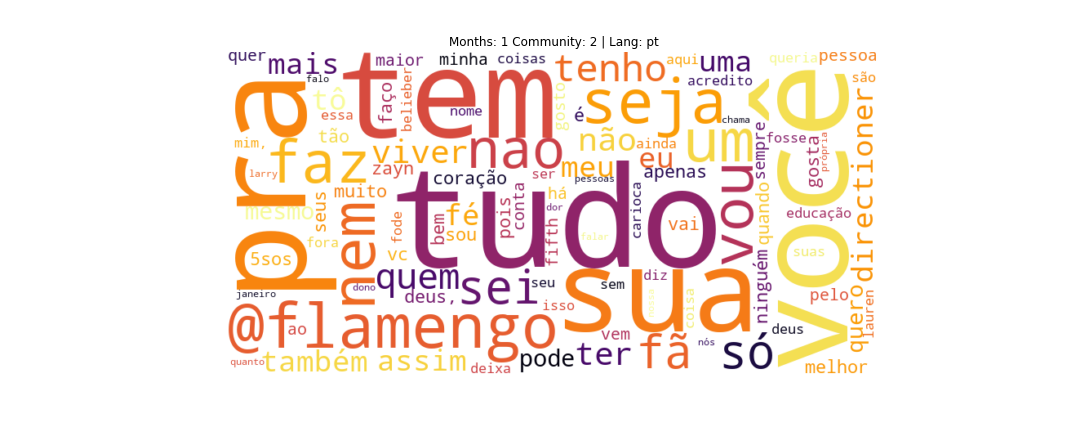 Months: 1 Community: 2 | Lang: pt
quer mais maior minha coisas tenho aqui uma queria pessoa
falo tô faço belieber tem gosto seja acredito são
pra essa nome é chama você
mim, tão não ainda um sempre fosse própria directioner
larry faz zayn viver nao meu eu gosta
coração ser pessoas apenas
mesmo seus muito nem tudo há carioca vou quando educação
fode bem fé pois conta dor vai
fora sou fifth falar suas
5sos vc quem sei seu sem diz ninguém
janeiro dono deus, isso sua coisa pelo quero lauren
@flamengo ao vem nós só deus
quanto também assim deixa pode ter fã melhor